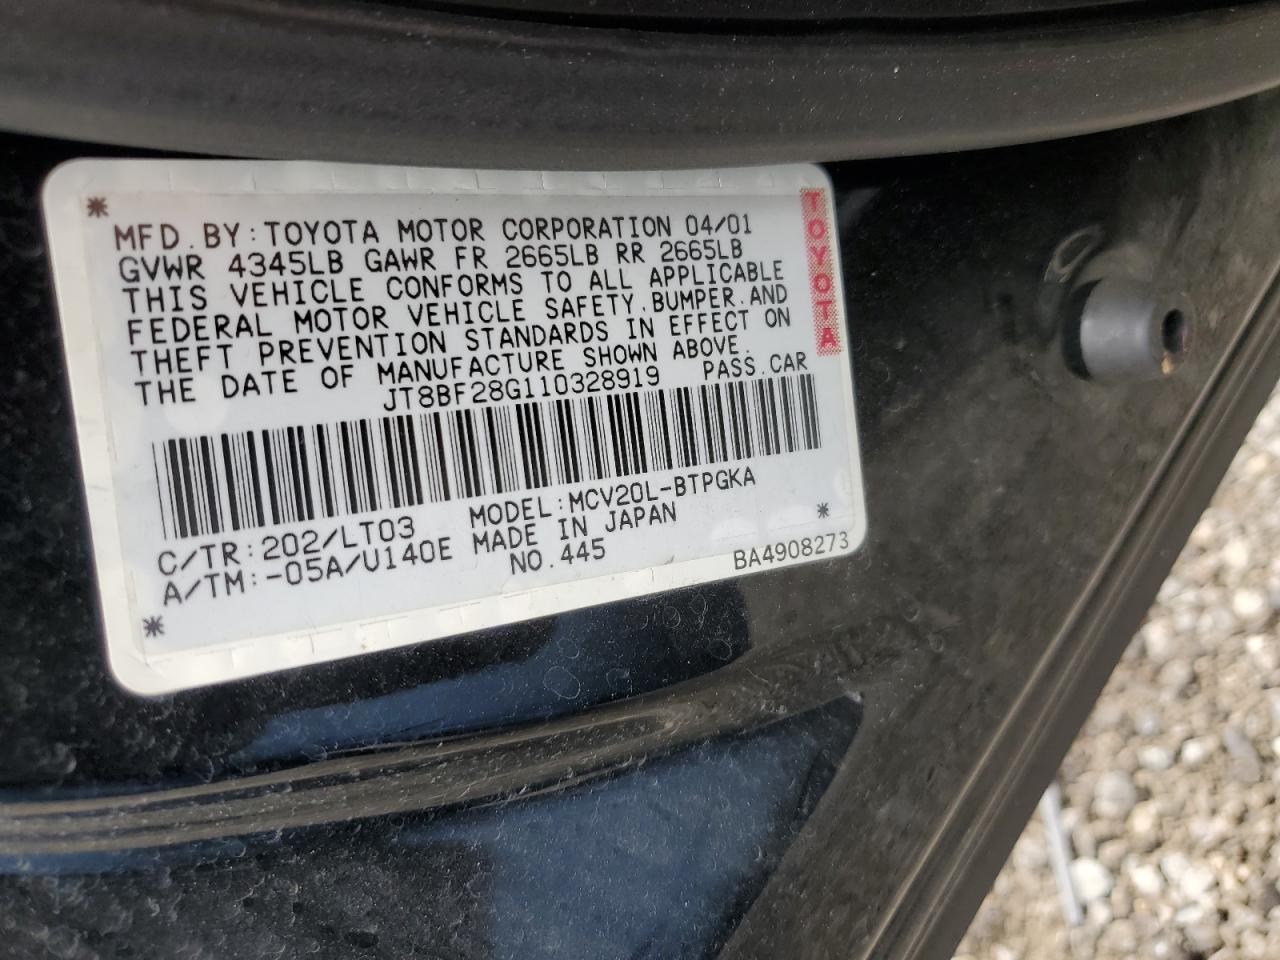 MFD. BY: TOYOTA MOTOR CORPORATION 04/01
GVWR 4345LB GAWR FR 2665LB RR 2665LB
THIS VEHICLE CONFORMS TO ALL APPLICABLE
FEDERAL MOTOR VEHICLE SAFETY, BUMPER, AND
THEFT PREVENTION STANDARDS IN EFFECT ON
THE DATE OF MANUFACTURE SHOWN ABOVE.
JT8BF28G110328919 PASS. CAR
TOYOTA
C/TR: 202/LT03 MODEL: MCV20L-BTPGKA
A/TM: -05A/U140E MADE IN JAPAN
NO. 445 BA4908273